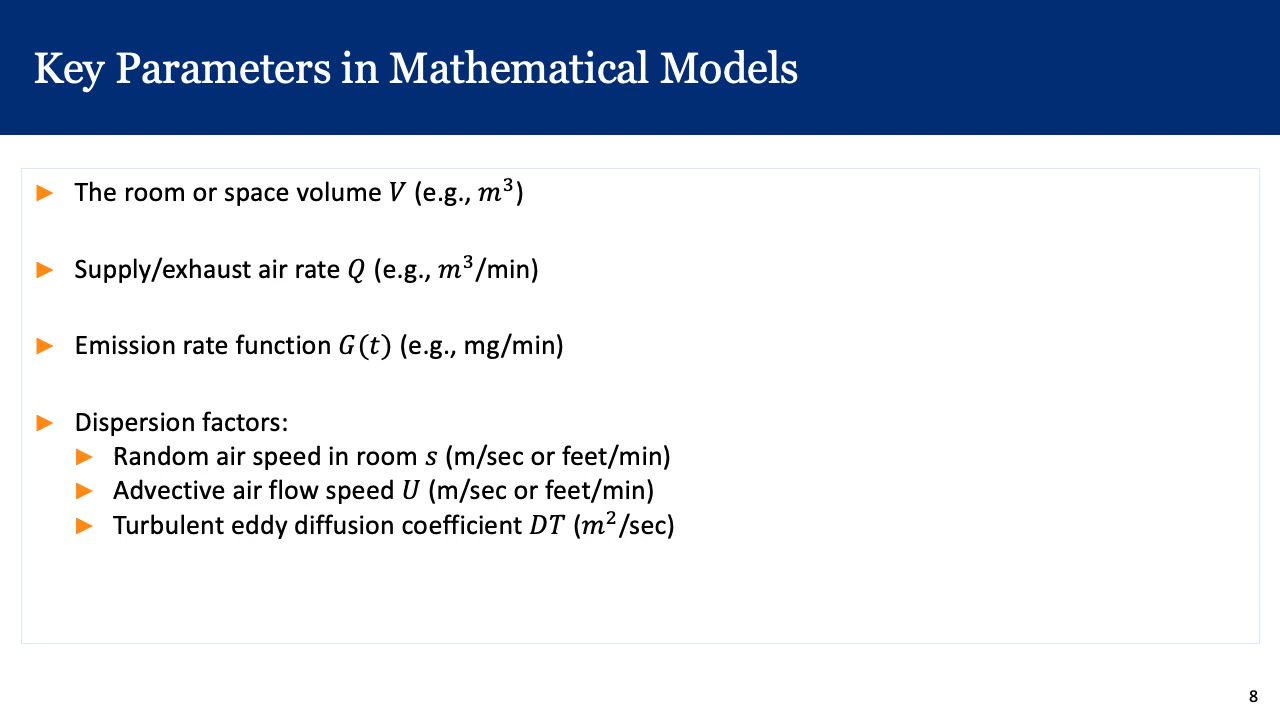 Key Parameters in Mathematical Models
► The room or space volume V (e.g., m³)
► Supply/exhaust air rate Q (e.g., m³/min)
► Emission rate function G(t) (e.g., mg/min)
► Dispersion factors:
► Random air speed in room s (m/sec or feet/min)
► Advective air flow speed U (m/sec or feet/min)
► Turbulent eddy diffusion coefficient DT (m²/sec)
8